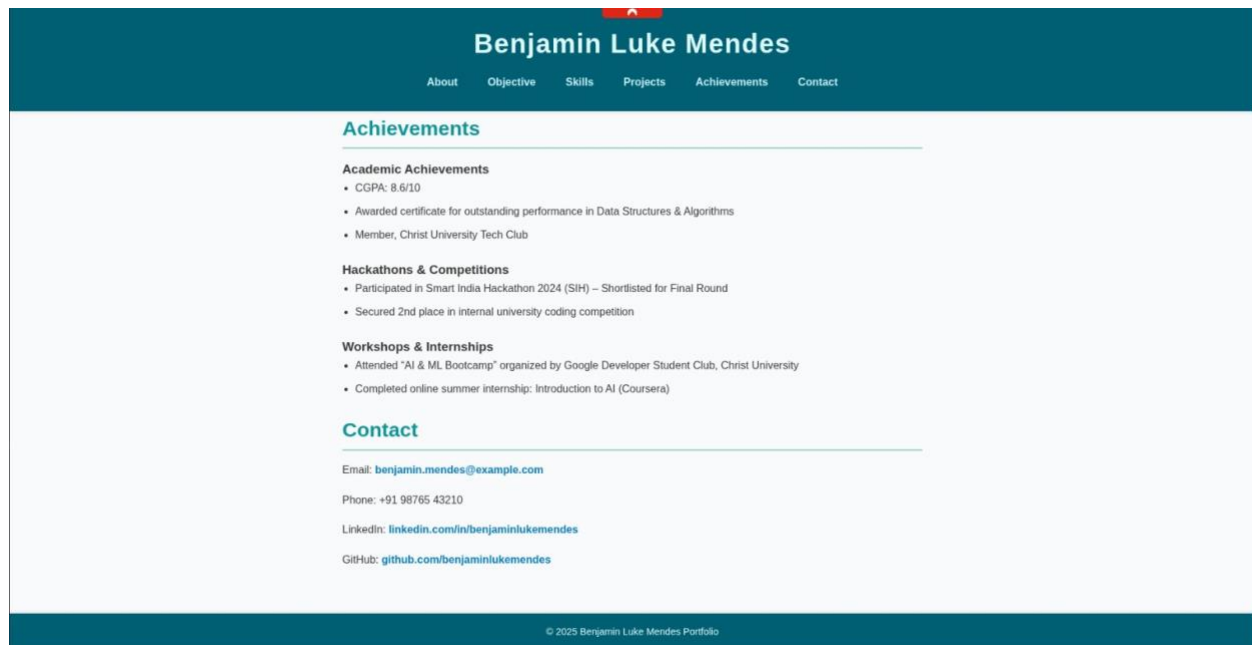 Benjamin Luke Mendes
About Objective Skills Projects Achievements Contact
Achievements
Academic Achievements
• CGPA: 8.6/10
• Awarded certificate for outstanding performance in Data Structures & Algorithms
• Member, Christ University Tech Club
Hackathons & Competitions
• Participated in Smart India Hackathon 2024 (SIH) – Shortlisted for Final Round
• Secured 2nd place in internal university coding competition
Workshops & Internships
• Attended “AI & ML Bootcamp” organized by Google Developer Student Club, Christ University
• Completed online summer internship: Introduction to AI (Coursera)
Contact
Email: benjamin.mendes@example.com
Phone: +91 98765 43210
LinkedIn: linkedin.com/in/benjaminlukemendes
GitHub: github.com/benjaminlukemendes
© 2025 Benjamin Luke Mendes Portfolio